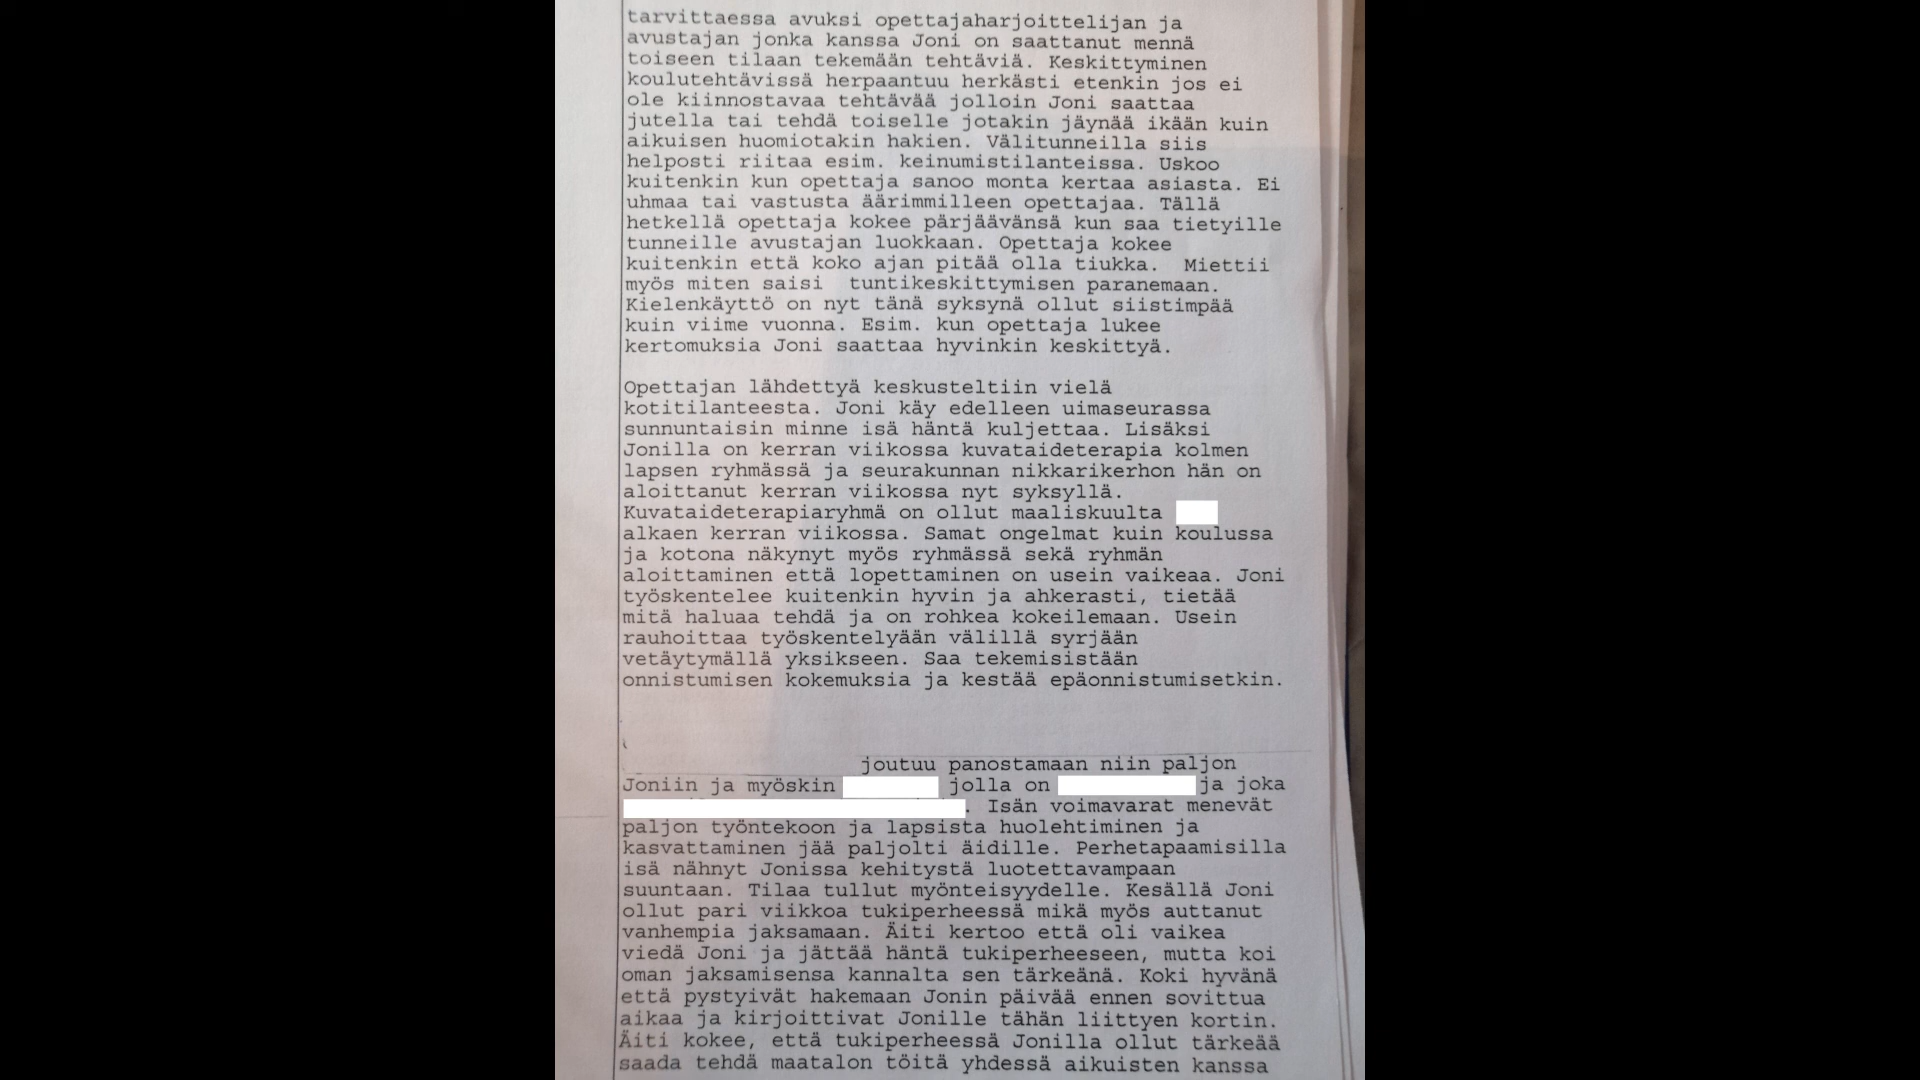 tarvittaessa avuksi opettajaharjoittelijan ja
avustajan jonka kanssa Joni on saattanut mennä
toiseen tilaan tekemään tehtäviä. Keskittyminen
koulutehtävissä herpaantuu herkästi etenkin jos ei
ole kiinnostavaa tehtävää jolloin Joni saattaa
jutella tai tehdä toiselle jotakin jäynää ikään kuin
aikuisen huomiotakin hakien. Välitunneilla siis
helposti riitaa esim. keinumistilanteissa. Uskoo
kuitenkin kun opettaja sanoo monta kertaa asiasta. Ei
uhmaa tai vastusta äärimmilleen opettajaa. Tällä
hetkellä opettaja kokee pärjäävänsä kun saa tietyille
tunneille avustajan luokkaan. Opettaja kokee
kuitenkin että koko ajan pitää olla tiukka. Miettii
myös miten saisi tuntikeskittymisen paranemaan.
Kielenkäyttö on nyt tänä syksynä ollut siistimpää
kuin viime vuonna. Esim. kun opettaja lukee
kertomuksia Joni saattaa hyvinkin keskittyä.
Opettajan lähdettyä keskusteltiin vielä
kotitilanteesta. Joni käy edelleen uimaseurassa
sunnuntaisin minne isä häntä kuljettaa. Lisäksi
Jonilla on kerran viikossa kuvataideterapia kolmen
lapsen ryhmässä ja seurakunnan nikkarikerhon hän on
aloittanut kerran viikossa nyt syksyllä.
Kuvataideterapiaryhmä on ollut maaliskuulta
alkaen kerran viikossa. Samat ongelmat kuin koulussa
ja kotona näkynyt myös ryhmässä sekä ryhmän
aloittaminen että lopettaminen on usein vaikeaa. Joni
työskentelee kuitenkin hyvin ja ahkerasti, tietää
mitä haluaa tehdä ja on rohkea kokeilemaan. Usein
rauhoittaa työskentelyään välillä syrjään
vetäytymällä yksikseen. Saa tekemisistään
onnistumisen kokemuksia ja kestää epäonnistumisetkin.
joutuu panostamaan niin paljon
Joniin ja myöskin jolla on ja joka
. Isän voimavarat menevät
paljon työntekoon ja lapsista huolehtiminen ja
kasvattaminen jää paljolti äidille. Perhetapaamisilla
isä nähnyt Jonissa kehitystä luotettavampaan
suuntaan. Tilaa tullut myönteisyydelle. Kesällä Joni
ollut pari viikkoa tukiperheessä mikä myös auttanut
vanhempia jaksamaan. Äiti kertoo että oli vaikea
viedä Joni ja jättää häntä tukiperheeseen, mutta koi
oman jaksamisensa kannalta sen tärkeänä. Koki hyvänä
että pystyivät hakemaan Jonin päivää ennen sovittua
aikaa ja kirjoittivat Jonille tähän liittyen kortin.
Äiti kokee, että tukiperheessä Jonilla ollut tärkeää
saada tehdä maatalon töitä yhdessä aikuisten kanssa